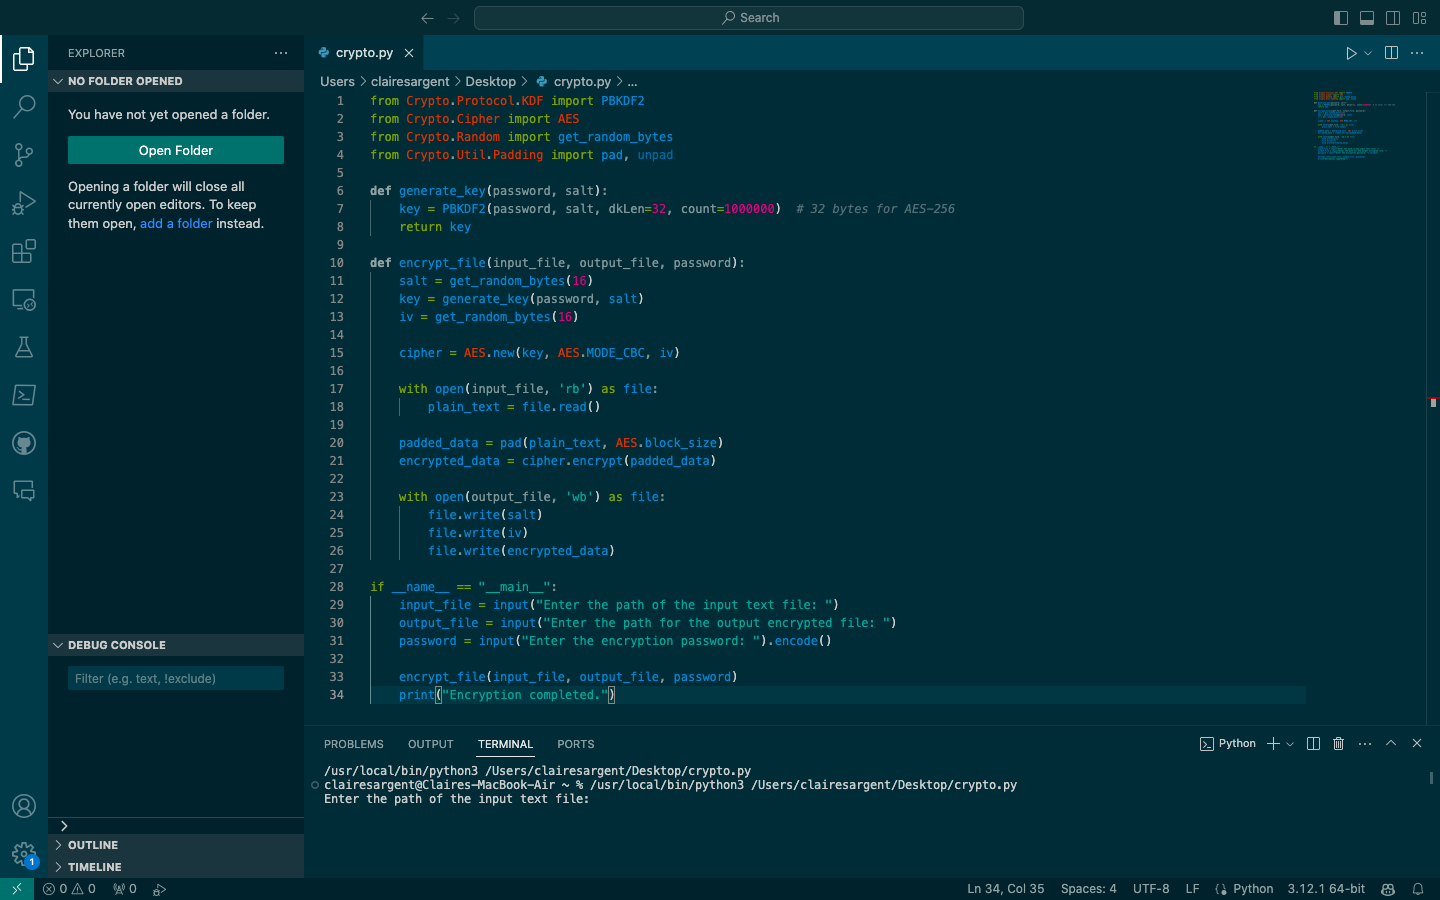 Search
EXPLORER
NO FOLDER OPENED
You have not yet opened a folder.
Open Folder
Opening a folder will close all
currently open editors. To keep
them open, add a folder instead.
DEBUG CONSOLE
Filter (e.g. text, !exclude)
OUTLINE
TIMELINE
1
crypto.py
Users > clairesargent > Desktop > crypto.py > ...
1 from Crypto.Protocol.KDF import PBKDF2
2 from Crypto.Cipher import AES
3 from Crypto.Random import get_random_bytes
4 from Crypto.Util.Padding import pad, unpad
5
6 def generate_key(password, salt):
7 key = PBKDF2(password, salt, dkLen=32, count=1000000) # 32 bytes for AES-256
8 return key
9
10 def encrypt_file(input_file, output_file, password):
11 salt = get_random_bytes(16)
12 key = generate_key(password, salt)
13 iv = get_random_bytes(16)
14
15 cipher = AES.new(key, AES.MODE_CBC, iv)
16
17 with open(input_file, 'rb') as file:
18 plain_text = file.read()
19
20 padded_data = pad(plain_text, AES.block_size)
21 encrypted_data = cipher.encrypt(padded_data)
22
23 with open(output_file, 'wb') as file:
24 file.write(salt)
25 file.write(iv)
26 file.write(encrypted_data)
27
28 if __name__ == "__main__":
29 input_file = input("Enter the path of the input text file: ")
30 output_file = input("Enter the path for the output encrypted file: ")
31 password = input("Enter the encryption password: ").encode()
32
33 encrypt_file(input_file, output_file, password)
34 print("Encryption completed.")
PROBLEMS OUTPUT TERMINAL PORTS
Python
/usr/local/bin/python3 /Users/clairesargent/Desktop/crypto.py
clairesargent@Claires-MacBook-Air ~ % /usr/local/bin/python3 /Users/clairesargent/Desktop/crypto.py
Enter the path of the input text file:
0 0 0 Ln 34, Col 35 Spaces: 4 UTF-8 LF Python 3.12.1 64-bit